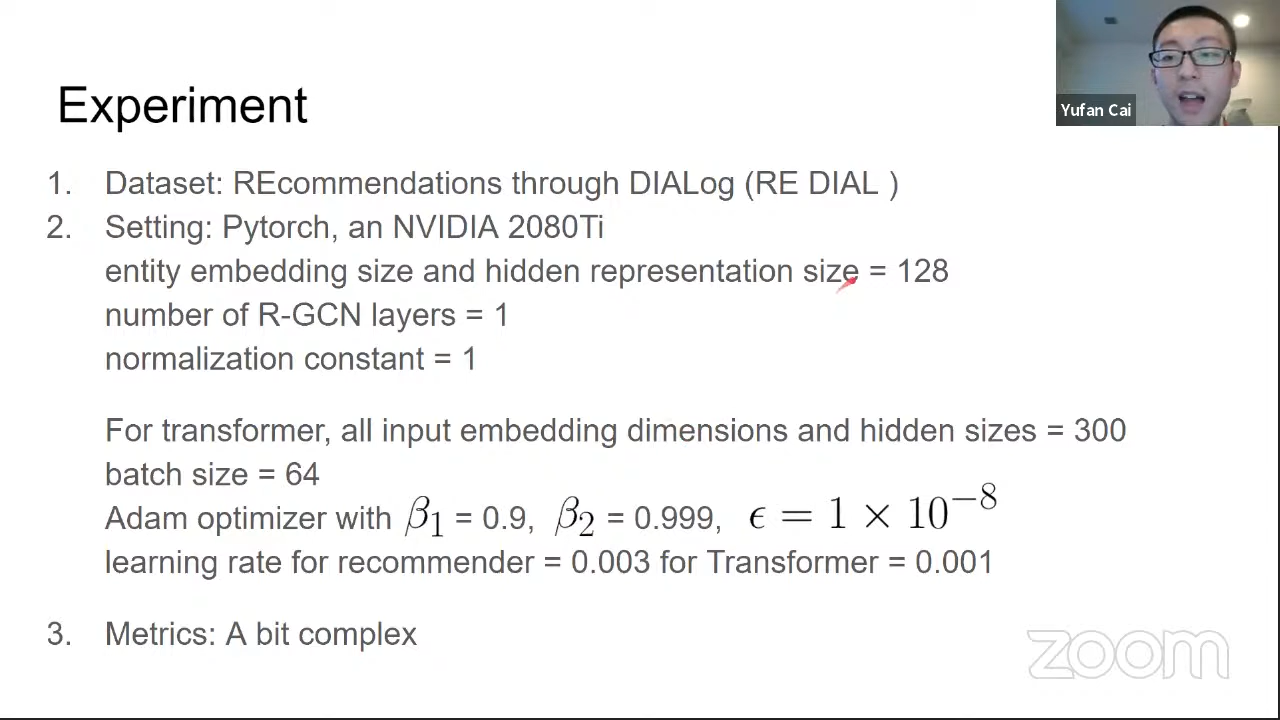 Experiment
Yufan Cai
1. Dataset: REcommendations through DIALog (RE DIAL )
2. Setting: Pytorch, an NVIDIA 2080Ti
entity embedding size and hidden representation size = 128
number of R-GCN layers = 1
normalization constant = 1
For transformer, all input embedding dimensions and hidden sizes = 300
batch size = 64
Adam optimizer with β₁ = 0.9, β₂ = 0.999, ϵ = 1 × 10⁻⁸
learning rate for recommender = 0.003 for Transformer = 0.001
3. Metrics: A bit complex
zoom